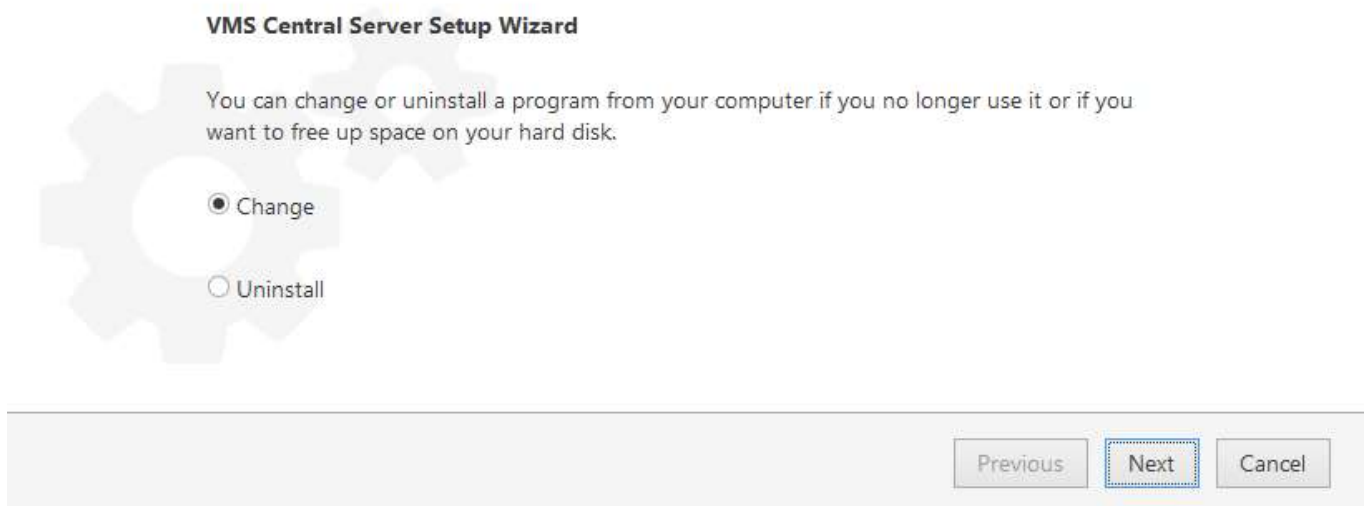 VMS Central Server Setup Wizard
You can change or uninstall a program from your computer if you no longer use it or if you
want to free up space on your hard disk.
Change
Uninstall
Previous
Next
Cancel